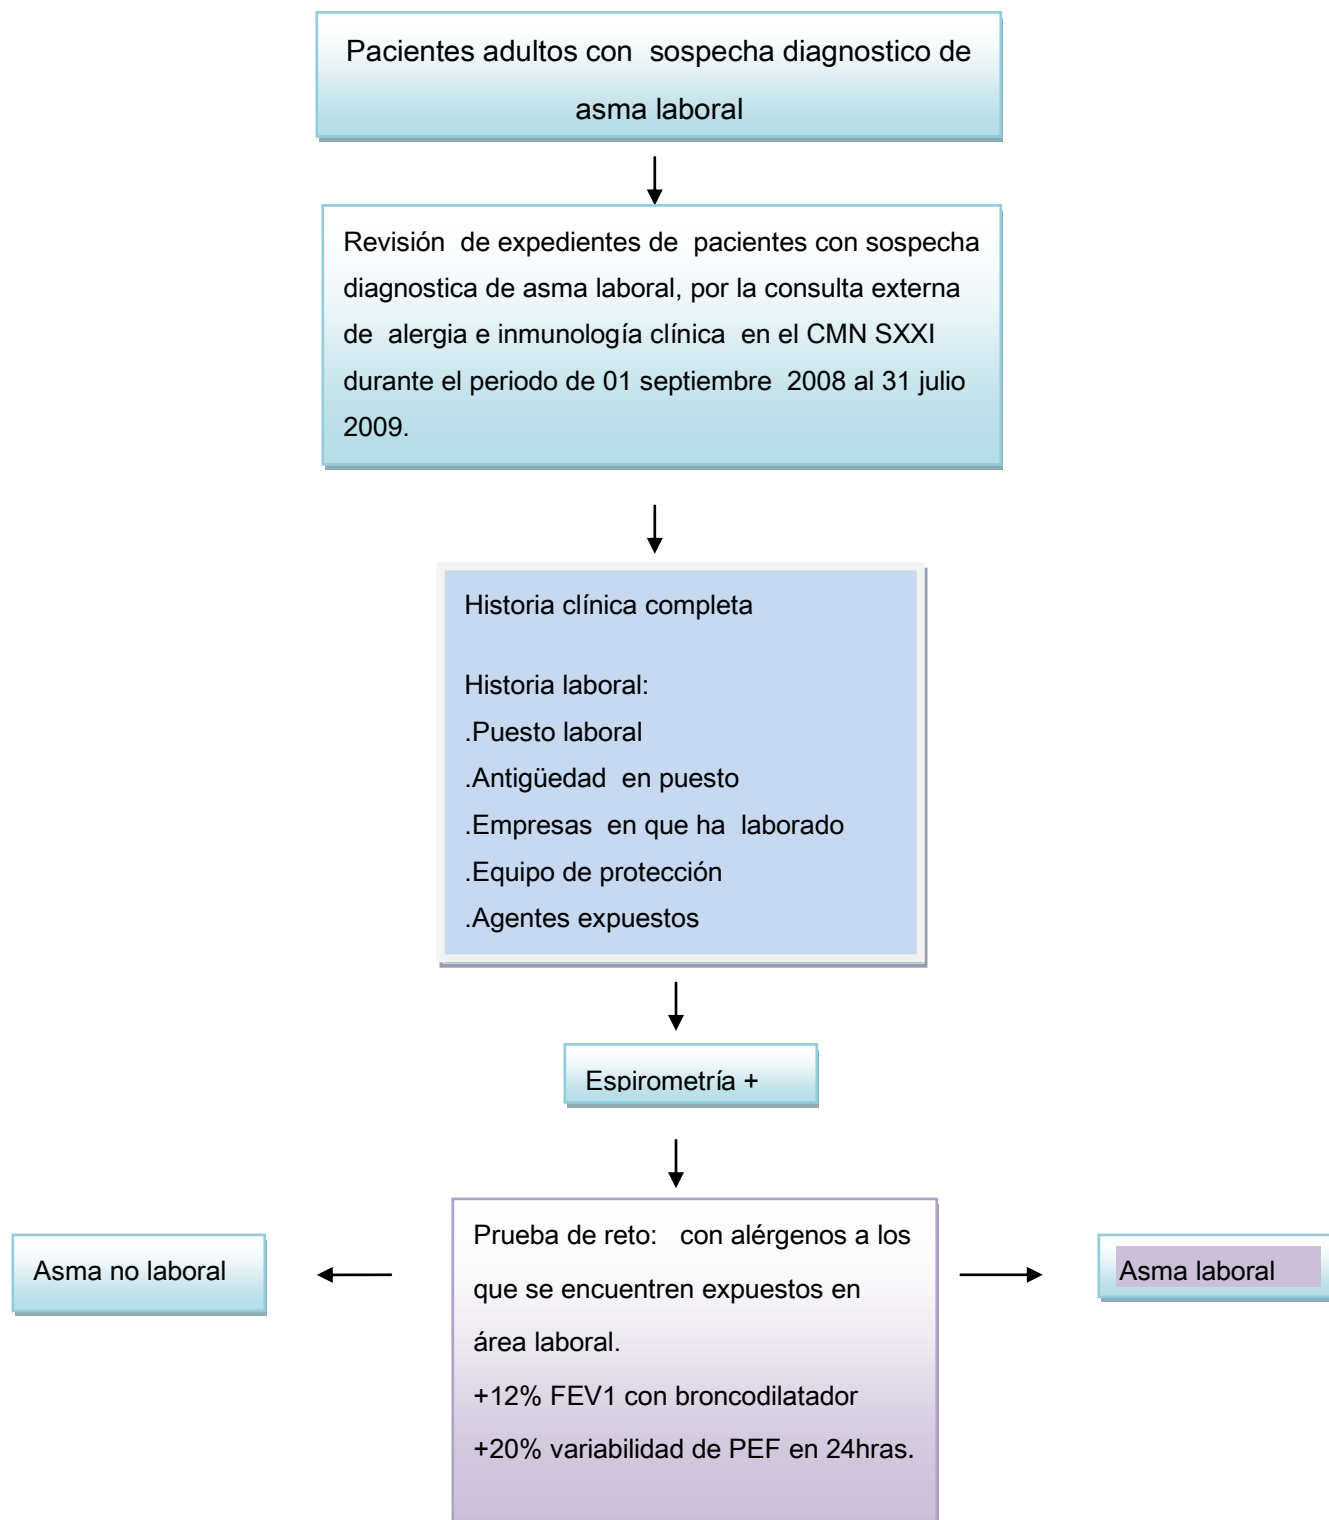 Pacientes adultos con  sospecha diagnostico de
asma laboral
Revisión  de expedientes de  pacientes con sospecha
diagnostica de asma laboral, por la consulta externa
de  alergia e inmunología clínica  en el CMN SXXI
durante el periodo de 01 septiembre  2008 al 31 julio
2009.
Historia clínica completa
Historia laboral:
.Puesto laboral
.Antigüedad  en puesto
.Empresas  en que ha  laborado
.Equipo de protección
.Agentes expuestos
Espirometría +
Prueba de reto:   con alérgenos a los
que se encuentren expuestos en
área laboral.
+12% FEV1 con broncodilatador
+20% variabilidad de PEF en 24hras.
Asma no laboral
Asma laboral